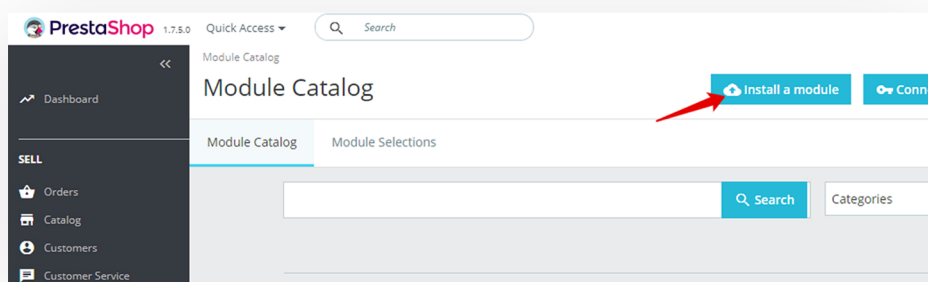 PrestaShop 1.7.5.0 Quick Access Search
Module Catalog
Module Catalog
Install a module
Dashboard
Module Catalog Module Selections
SELL
Orders
Search Categories
Catalog
Customers
Customer Service